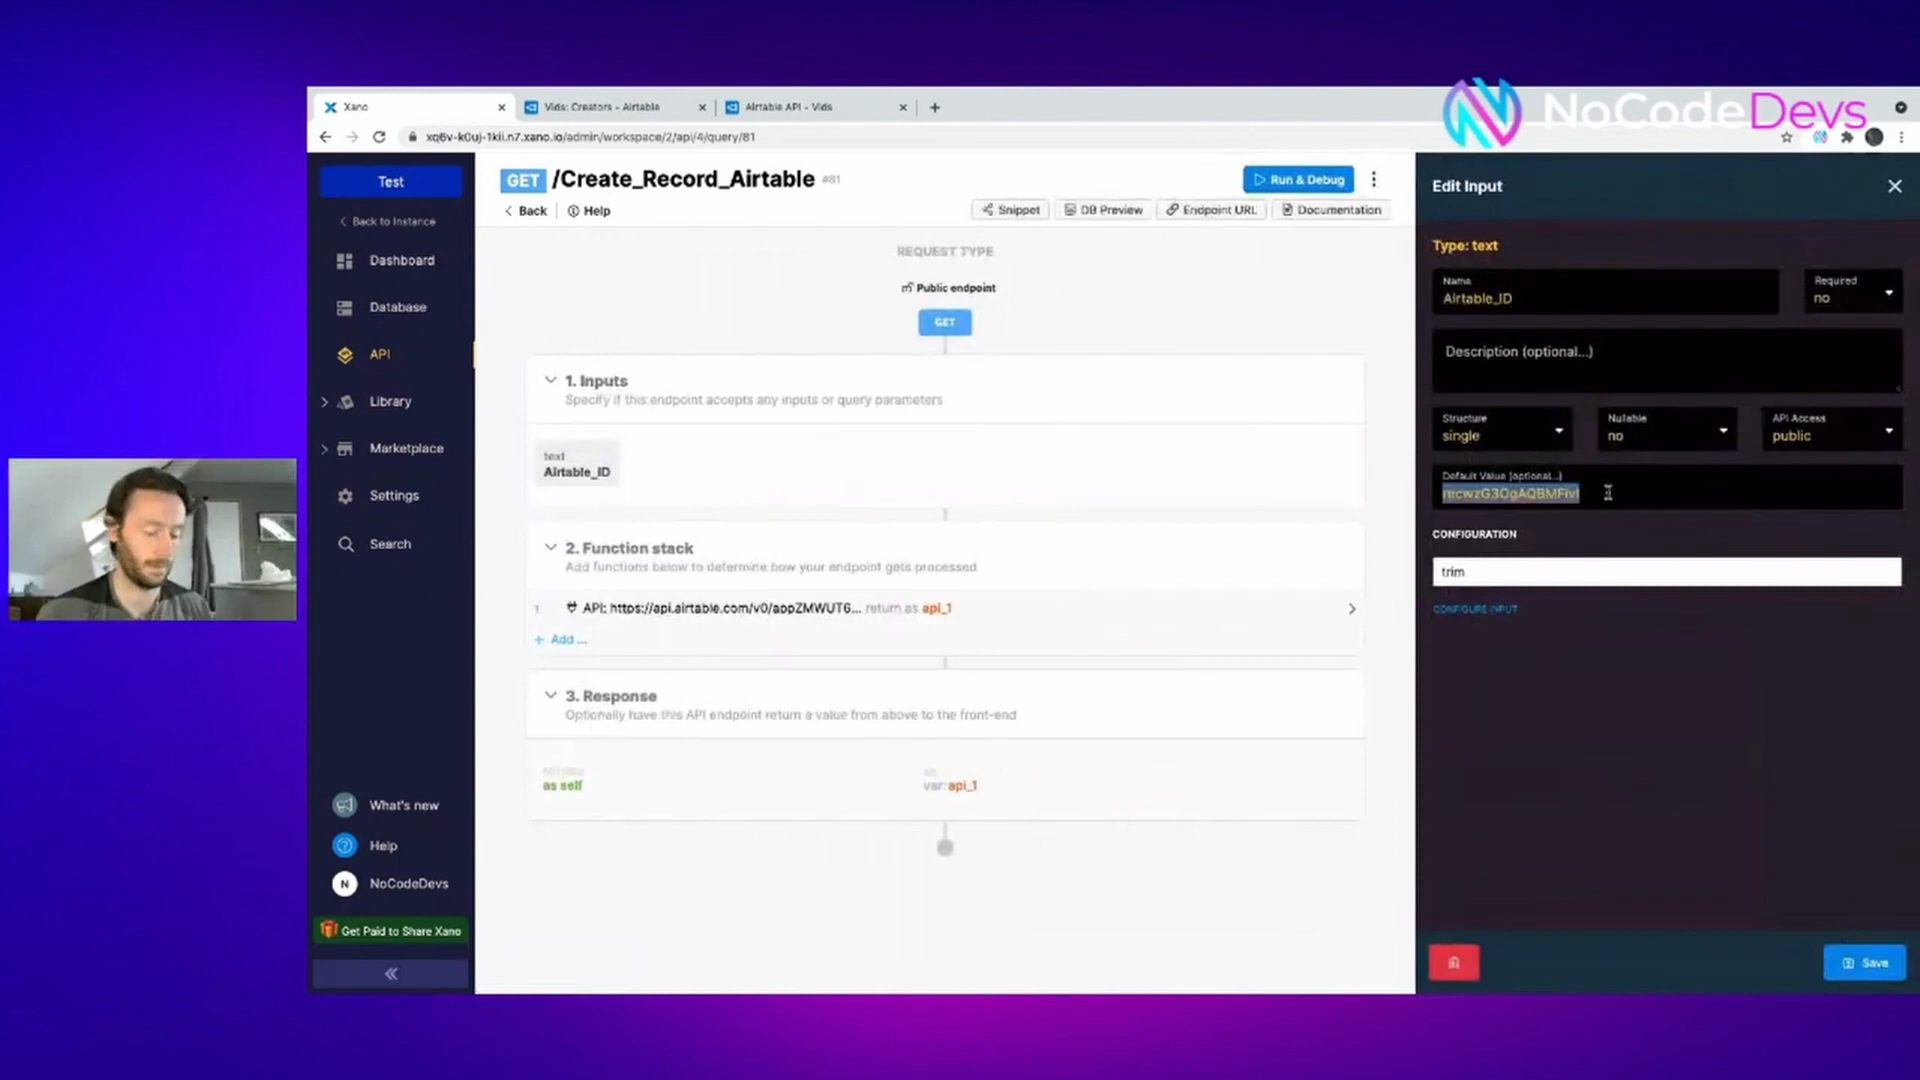 NoCodeDevs
Xano
Vids: Creators - Airtable
Airtable API - Vids
xq6v-k0uj-1kii.n7.xano.io/admin/workspace/2/api/4/query/81
Test
Back to Instance
Dashboard
Database
API
Library
Marketplace
Settings
Search
What's new
Help
N NoCodeDevs
Get Paid to Share Xano
GET /Create_Record_Airtable #81
Run & Debug
Back
Help
Snippet
DB Preview
Endpoint URL
Documentation
REQUEST TYPE
Public endpoint
GET
1. Inputs
Specify if this endpoint accepts any inputs or query parameters
text
Airtable_ID
2. Function stack
Add functions below to determine how your endpoint gets processed
1. API: https://api.airtable.com/v0/appZMWUT6... return as api_1
+ Add ...
3. Response
Optionally have this API endpoint return a value from above to the front-end
as self
AS
var: api_1
Edit Input
Type: text
Name
Airtable_ID
Required
no
Description (optional...)
Structure
single
Nullable
no
API Access
public
Default Value (optional...)
CONFIGURATION
trim
CONFIGURE INPUT
Save